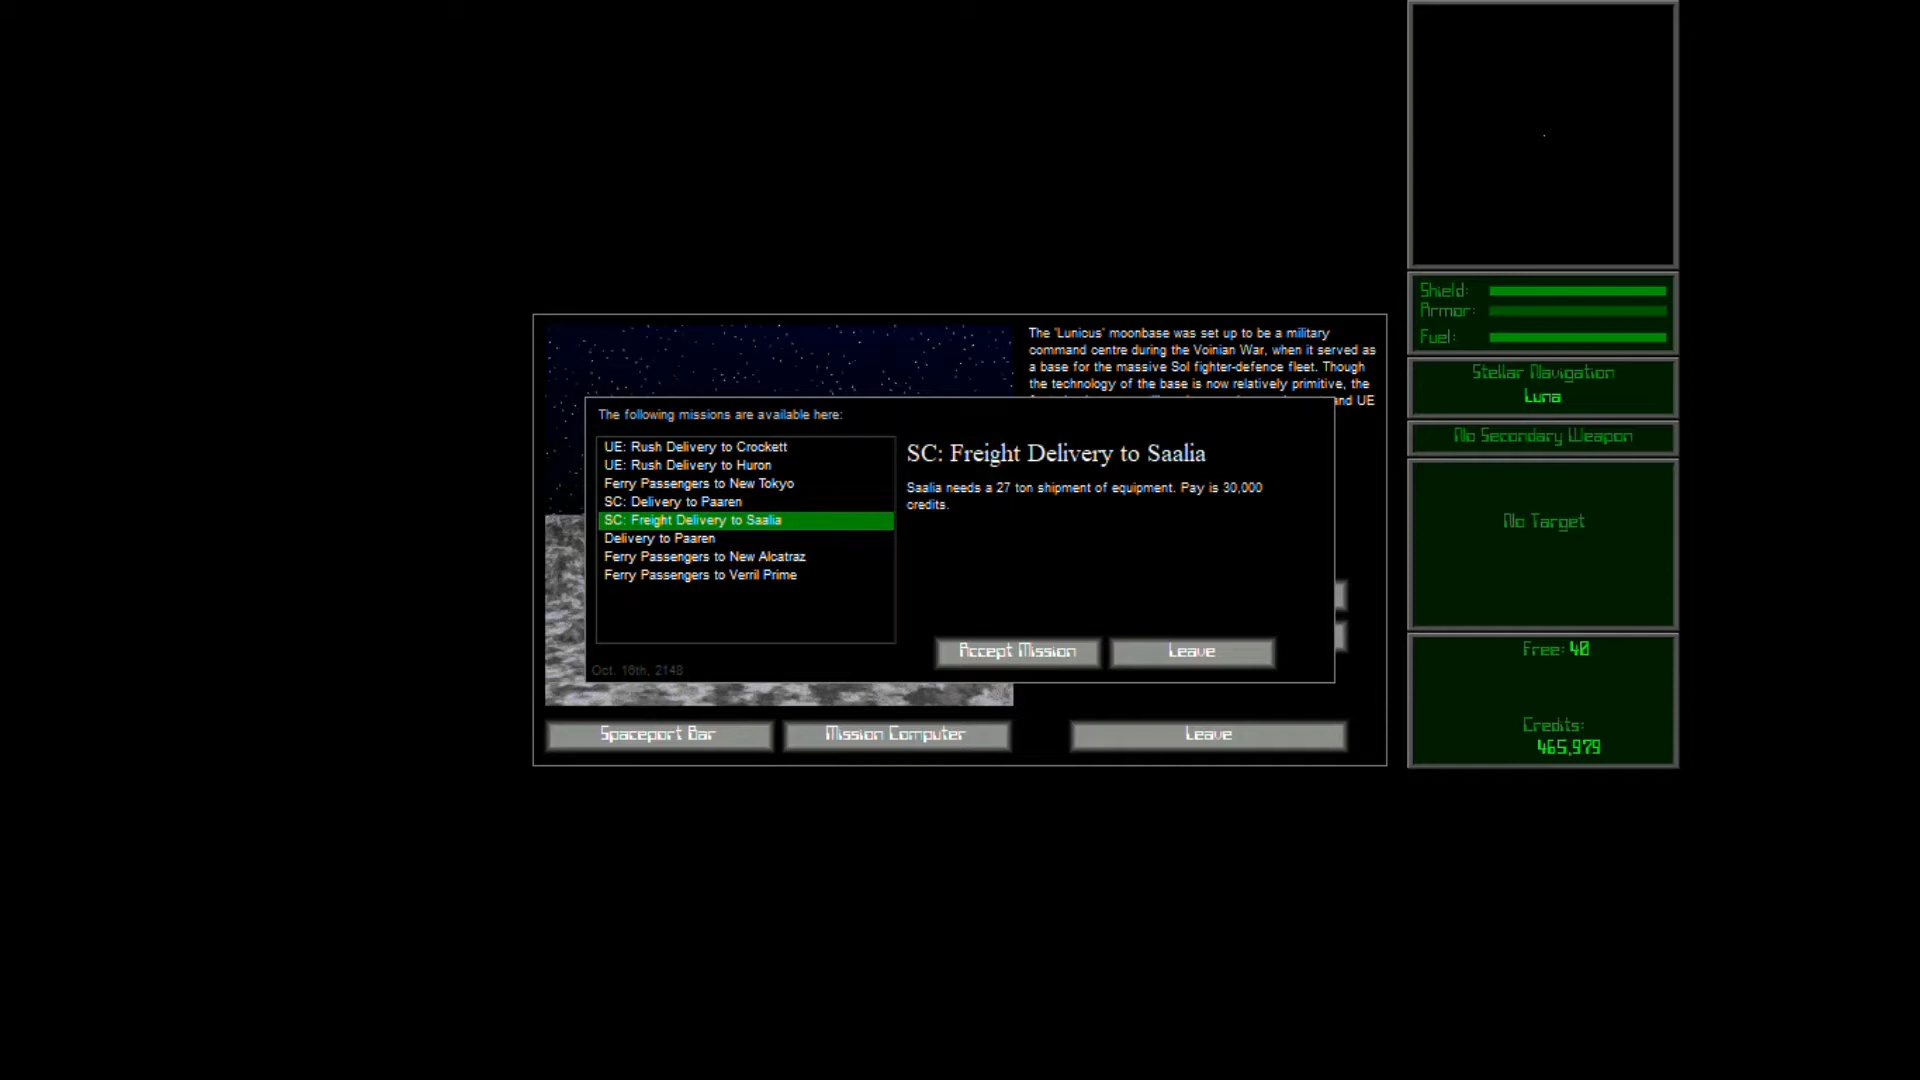 The 'Lunicus' moonbase was set up to be a military
command centre during the Voinian War, when it served as
a base for the massive Sol fighter-defence fleet. Though
the technology of the base is now relatively primitive, the
and UE
The following missions are available here:
UE: Rush Delivery to Crockett
UE: Rush Delivery to Huron
Ferry Passengers to New Tokyo
SC: Delivery to Paaren
SC: Freight Delivery to Saalia
Delivery to Paaren
Ferry Passengers to New Alcatraz
Ferry Passengers to Verril Prime
SC: Freight Delivery to Saalia
Saalia needs a 27 ton shipment of equipment. Pay is 30,000
credits.
Accept Mission
Leave
Oct. 16th, 2148
Spaceport Bar
Mission Computer
Leave
Shield:
Armor:
Fuel:
Stellar Navigation
Luna
No Secondary Weapon
No Target
Free: 40
Credits:
465,979